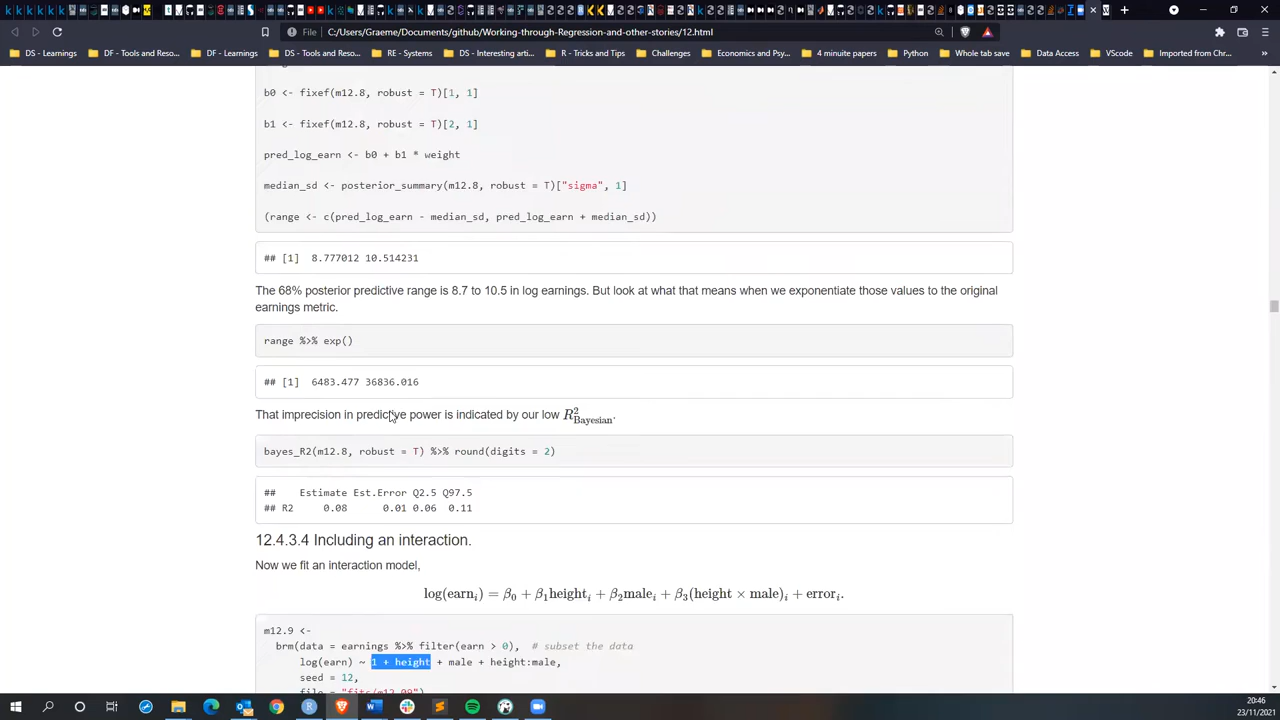 File | C:/Users/Graeme/Documents/github/Working-through-Regression-and-other-stories/12.html
DS - Learnings DF - Tools and Reso... DF - Learnings DS - Tools and Reso... RE - Systems DS - Interesting arti... R - Tricks and Tips Challenges Economics and Psy... 4 minuite papers Python Whole tab save Data Access VScode Imported from Chr... »
b0 <- fixef(m12.8, robust = T)[1, 1]
b1 <- fixef(m12.8, robust = T)[2, 1]
pred_log_earn <- b0 + b1 * weight
median_sd <- posterior_summary(m12.8, robust = T)["sigma", 1]
(range <- c(pred_log_earn - median_sd, pred_log_earn + median_sd))
## [1] 8.777012 10.514231
The 68% posterior predictive range is 8.7 to 10.5 in log earnings. But look at what that means when we exponentiate those values to the original
earnings metric.
range %>% exp()
## [1] 6483.477 36836.016
That imprecision in predictive power is indicated by our low R²Bayesian.
bayes_R2(m12.8, robust = T) %>% round(digits = 2)
## Estimate Est.Error Q2.5 Q97.5
## R2 0.08 0.01 0.06 0.11
12.4.3.4 Including an interaction.
Now we fit an interaction model,
log(earnᵢ) = β₀ + β₁heightᵢ + β₂maleᵢ + β₃(height × male)ᵢ + errorᵢ.
m12.9 <-
brm(data = earnings %>% filter(earn > 0), # subset the data
log(earn) ~ 1 + height + male + height:male,
seed = 12,
file = "fits/m12.09")
20:46
23/11/2021